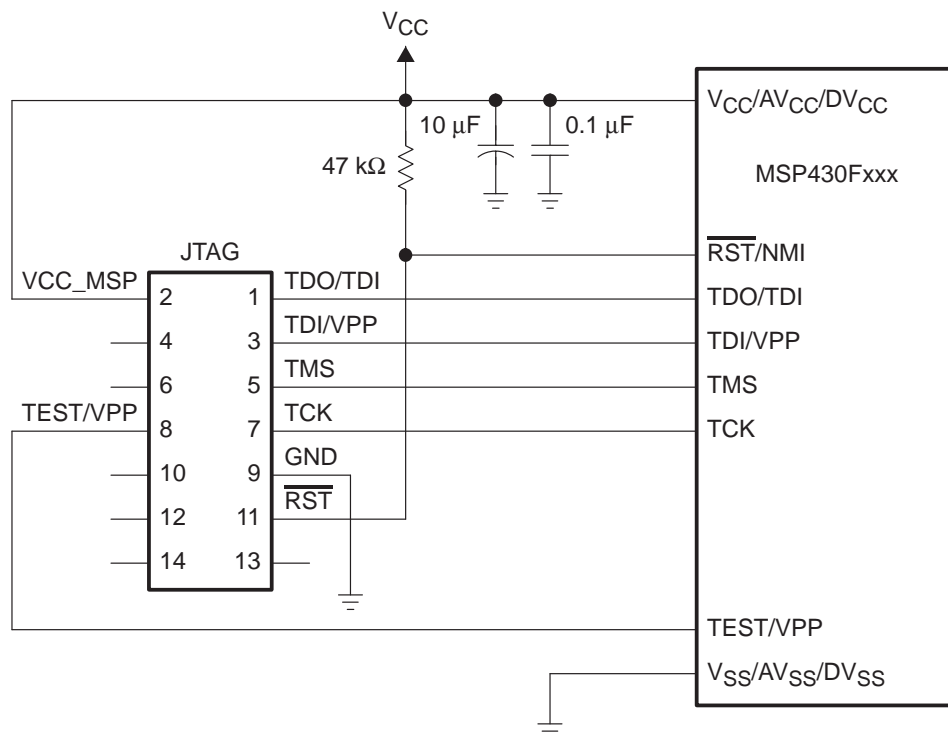 VCC
10 μF
0.1 μF
VCC/AVCC/DVCC
47 kΩ
MSP430Fxxx
JTAG
RST/NMI
VCC_MSP
2
1
TDO/TDI
TDO/TDI
4
3
TDI/VPP
TDI/VPP
6
5
TMS
TMS
TEST/VPP
8
7
TCK
TCK
10
9
GND
12
11
RST
14
13
TEST/VPP
VSS/AVSS/DVSS